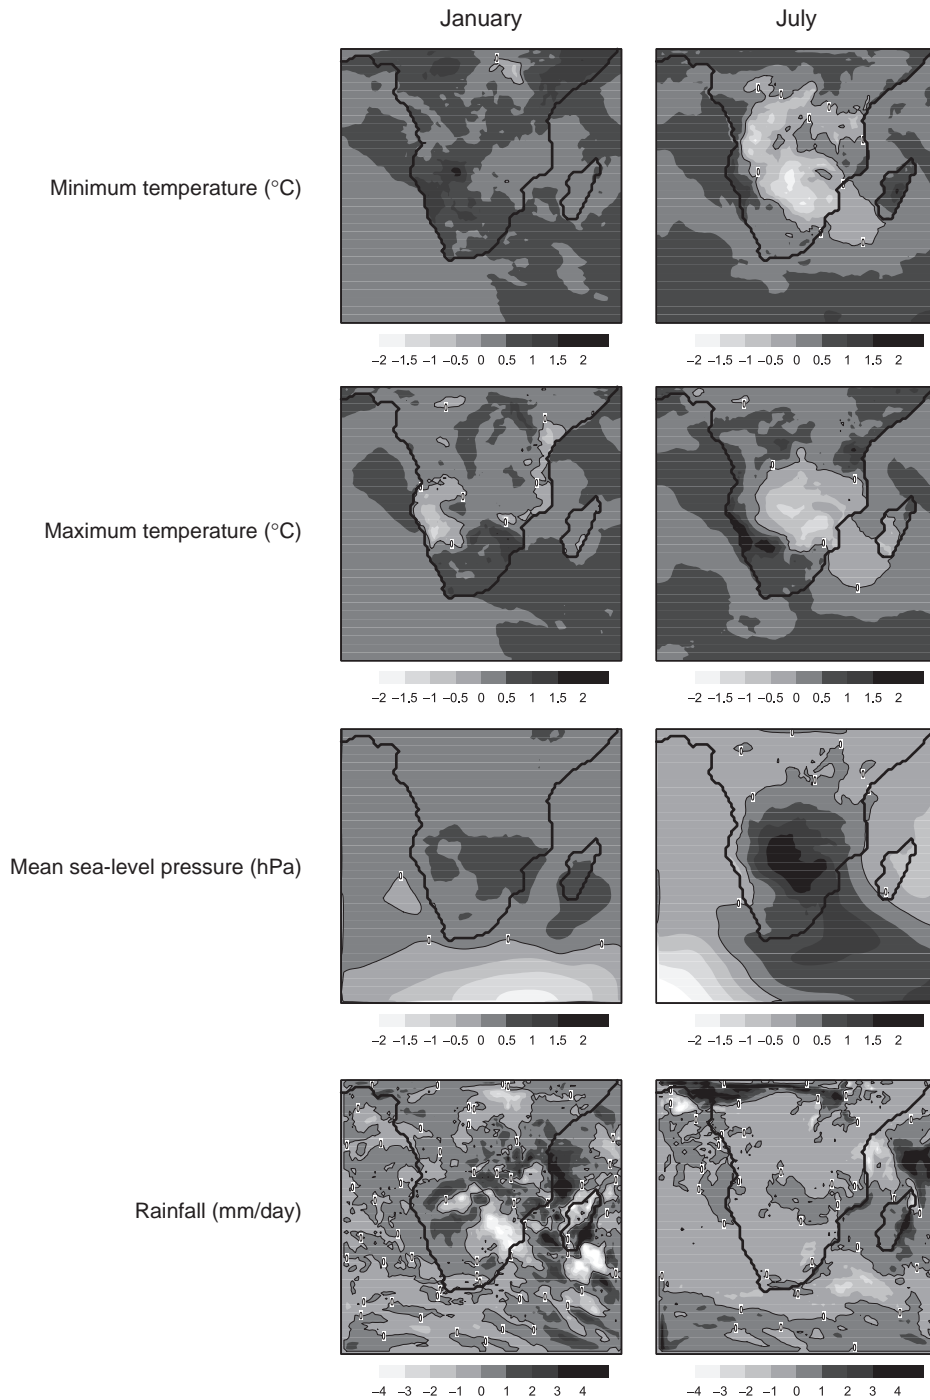 January July
Minimum temperature (°C)
–2 –1.5 –1 –0.5 0 0.5 1 1.5 2 –2 –1.5 –1 –0.5 0 0.5 1 1.5 2
Maximum temperature (°C)
–2 –1.5 –1 –0.5 0 0.5 1 1.5 2 –2 –1.5 –1 –0.5 0 0.5 1 1.5 2
Mean sea-level pressure (hPa)
–2 –1.5 –1 –0.5 0 0.5 1 1.5 2 –2 –1.5 –1 –0.5 0 0.5 1 1.5 2
Rainfall (mm/day)
–4 –3 –2 –1 0 1 2 3 4 –4 –3 –2 –1 0 1 2 3 4